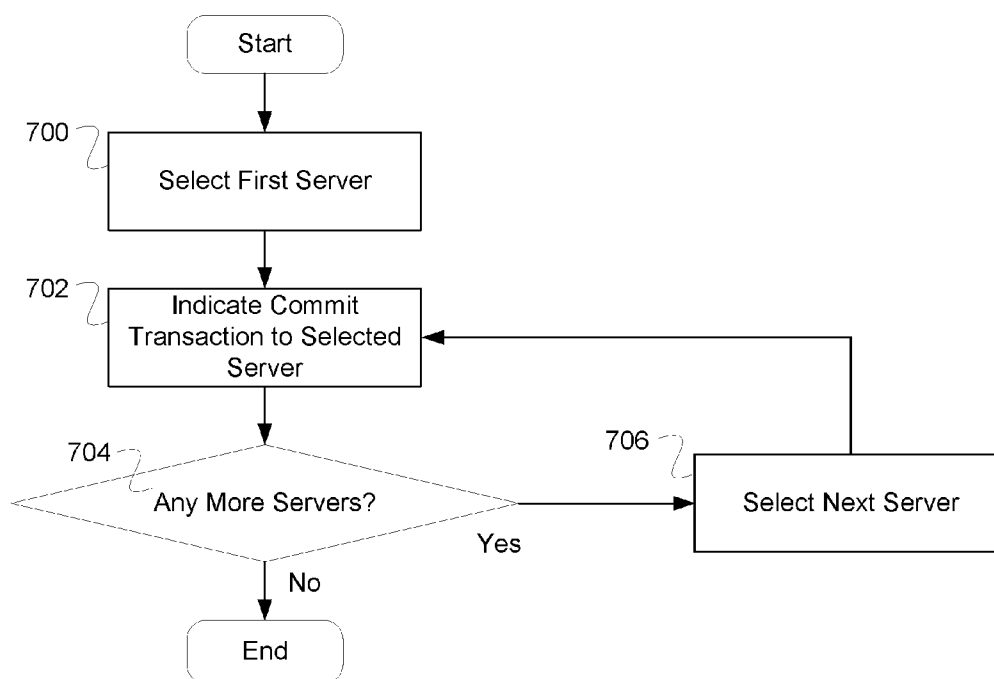 Start
700
Select First Server
702
Indicate Commit
Transaction to Selected
Server
704
Any More Servers?
706
Select Next Server
Yes
No
End